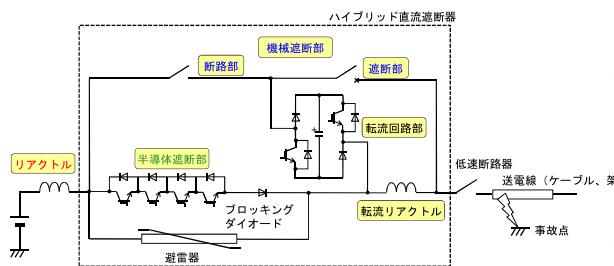 ハイブリッド直流遮断器
機械遮断部
断路部
遮断部
転流回路部
リアクトル
半導体遮断部
低速断路器
送電線（ケーブル、架
ブロッキング
ダイオード
転流リアクトル
事故点
避雷器